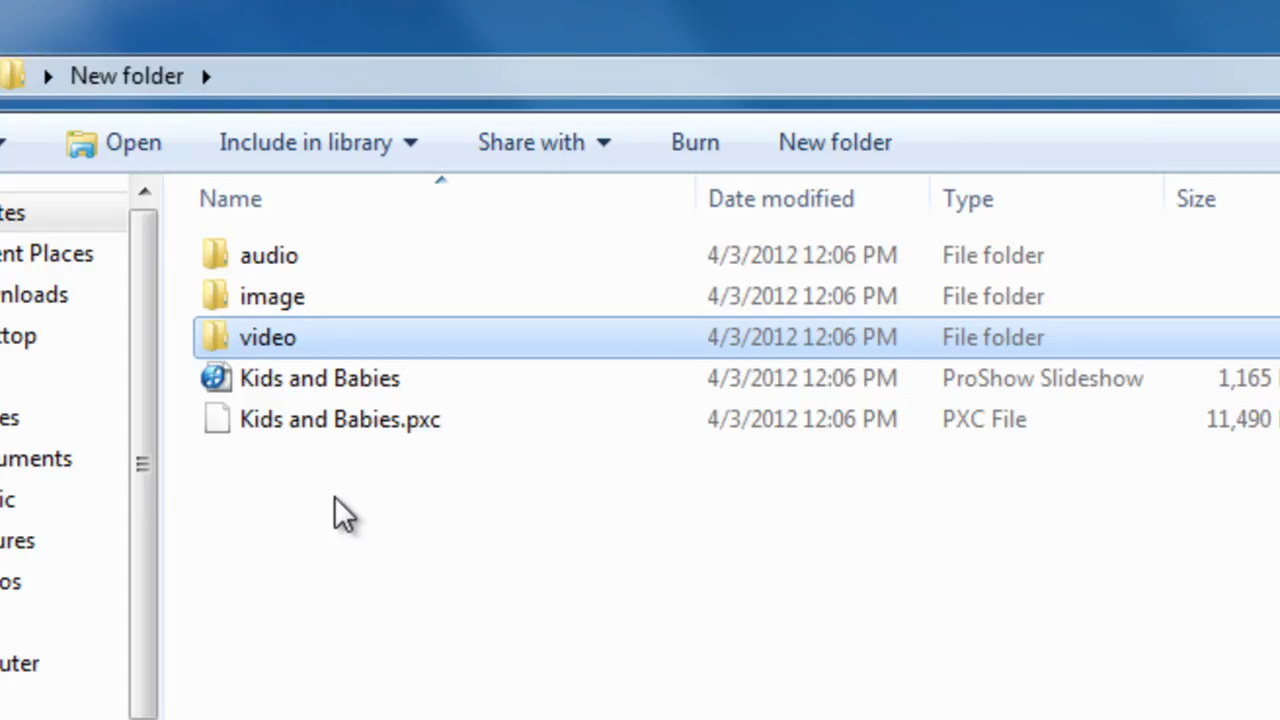 New folder
Open Include in library Share with Burn New folder
Name Date modified Type Size
tes
ent Places
nloads
top
es
uments
ic
ures
os
uter
audio 4/3/2012 12:06 PM File folder
image 4/3/2012 12:06 PM File folder
video 4/3/2012 12:06 PM File folder
Kids and Babies 4/3/2012 12:06 PM ProShow Slideshow 1,165
Kids and Babies.pxc 4/3/2012 12:06 PM PXC File 11,490